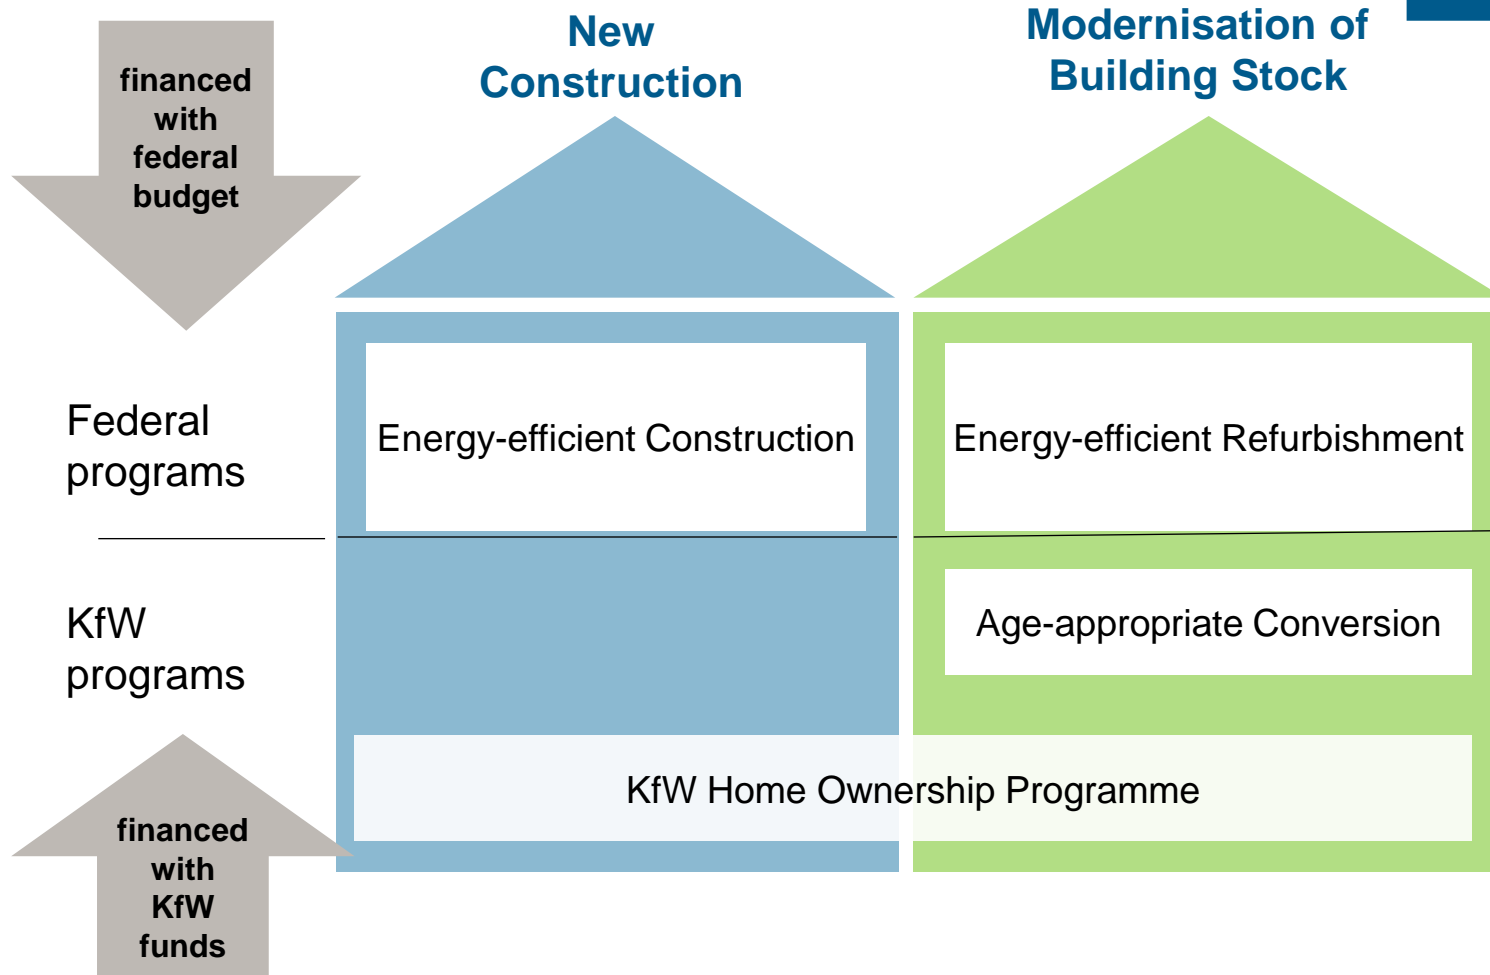 financed
with
federal
budget
New
Construction
Modernisation of
Building Stock
Federal
programs
Energy-efficient Construction
Energy-efficient Refurbishment
KfW
programs
Age-appropriate Conversion
KfW Home Ownership Programme
financed
with
KfW
funds